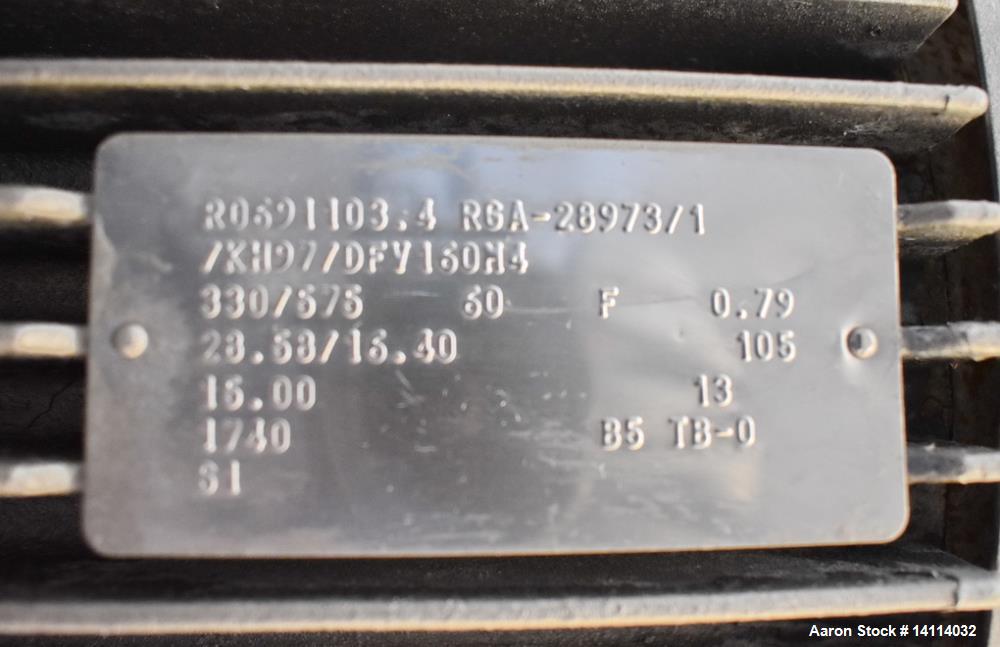 R0691103.4 RGA-28973/1
/KH97/DFV160M4
330/575 60 F 0.79
28.58/16.40 105
15.00 13
1740 B5 TB-0
S1
Aaron Stock # 14114032